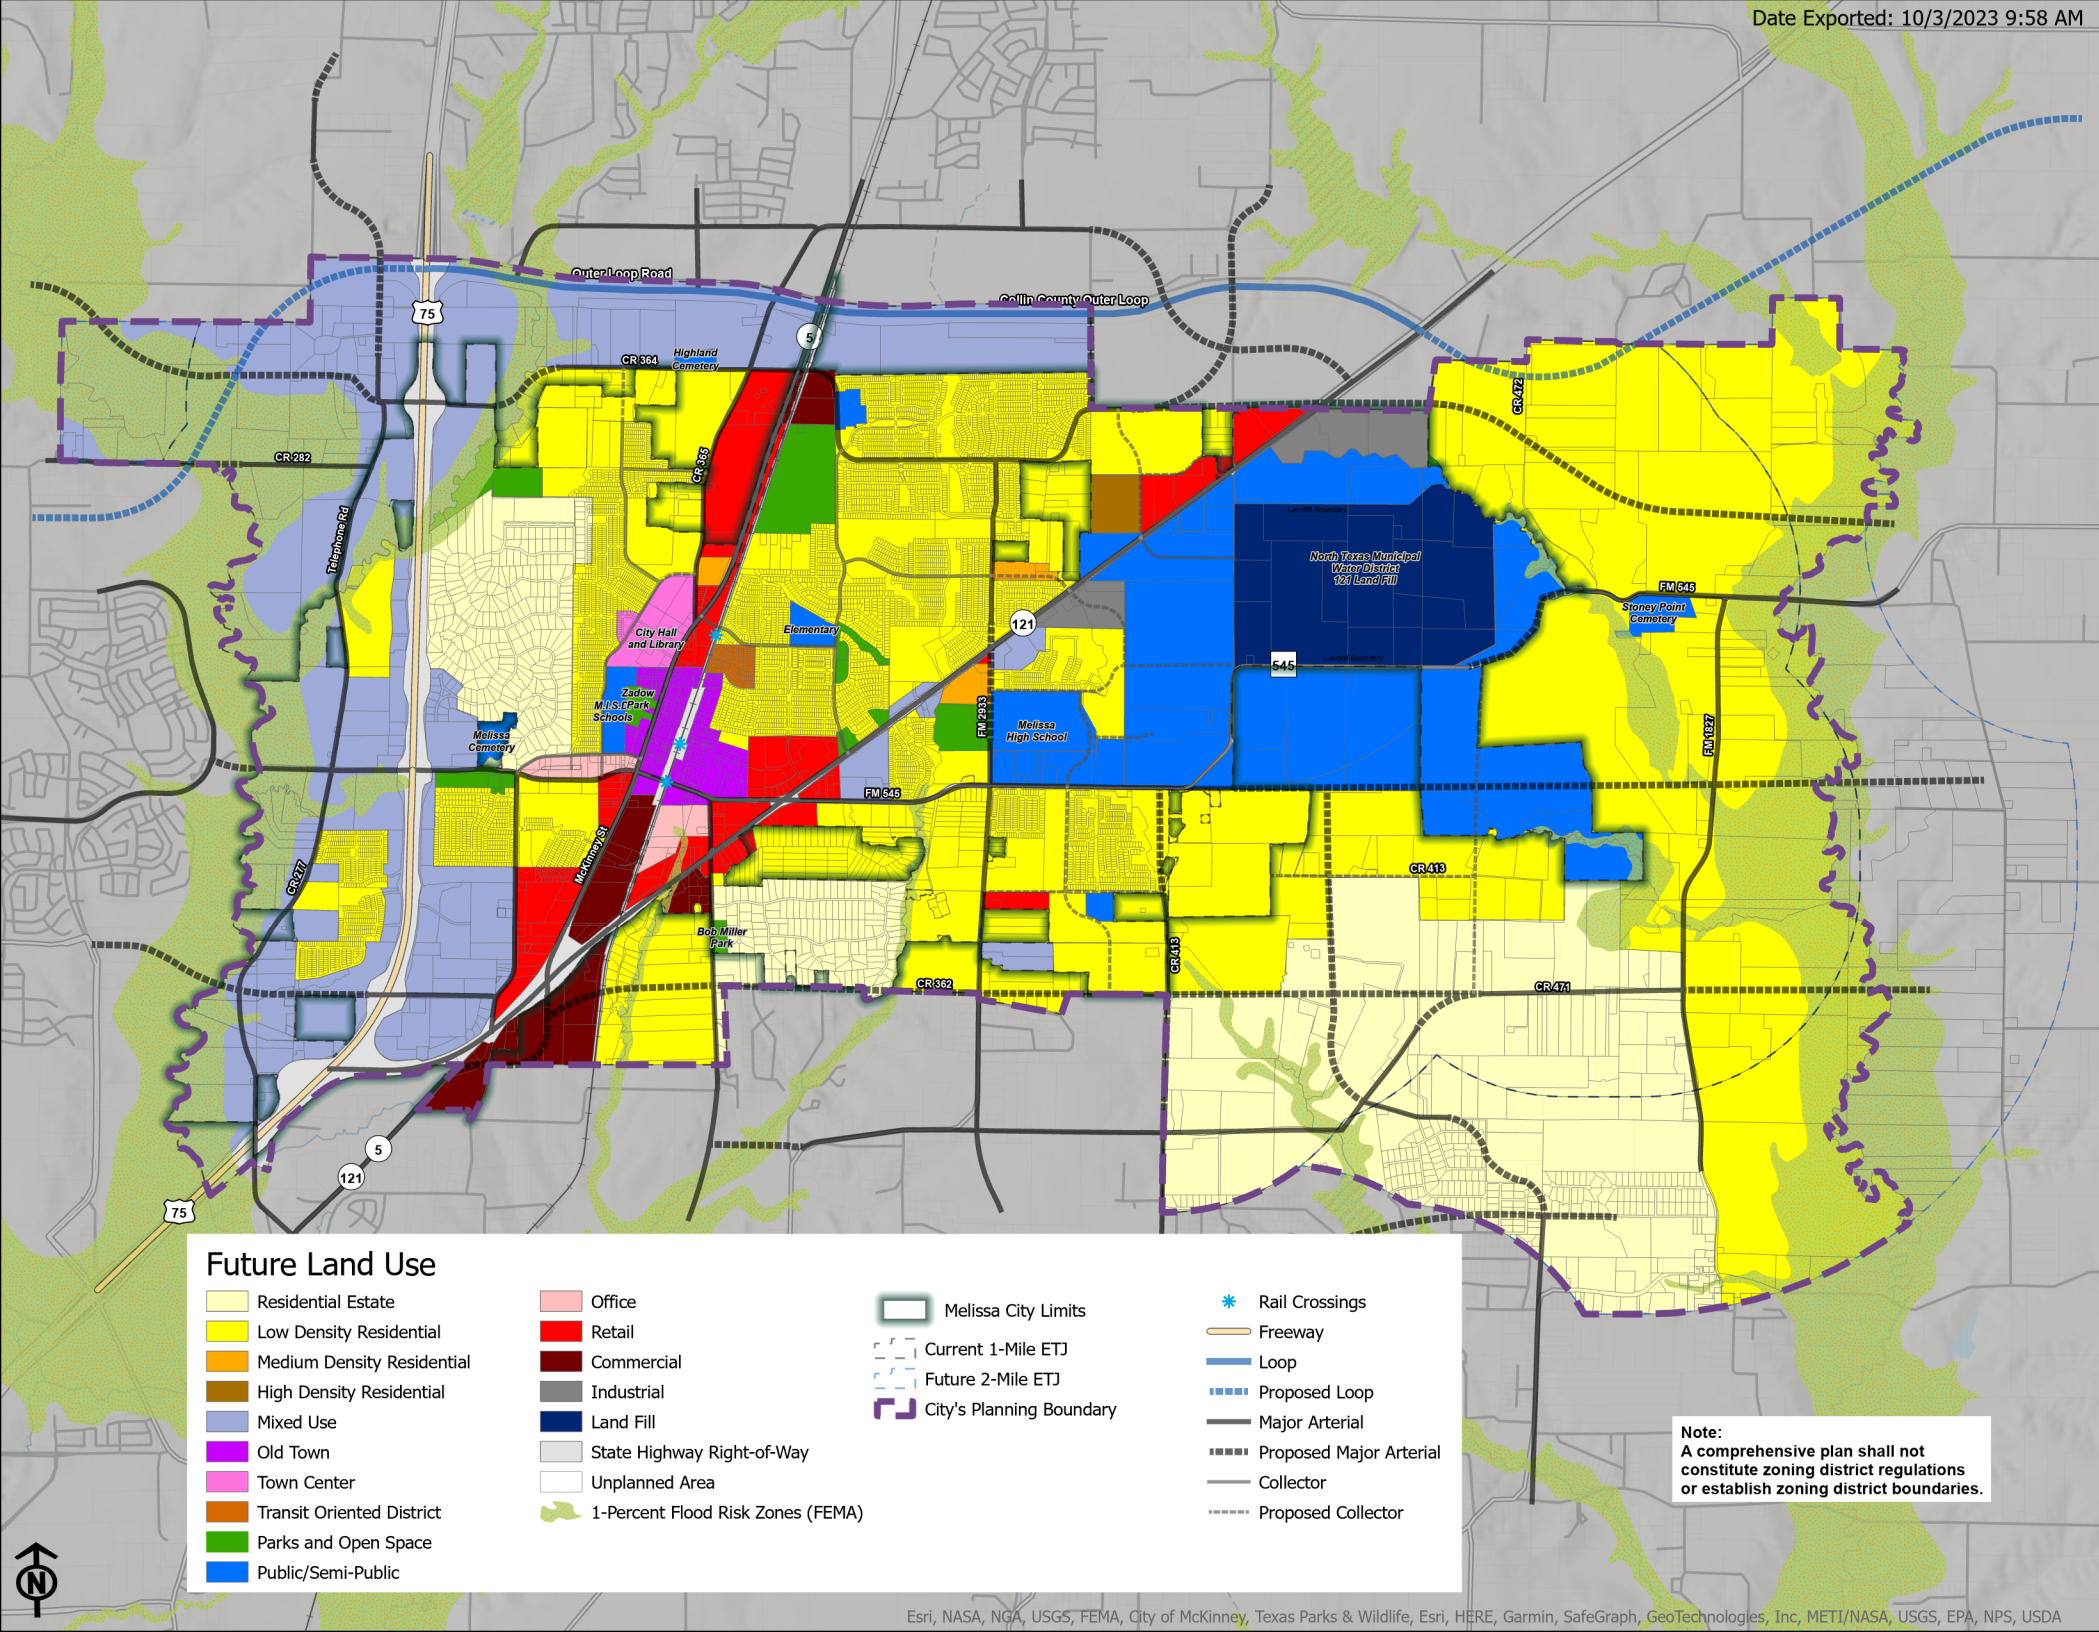 Date Exported: 10/3/2023 9:58 AM
Outer Loop Road
Collin County Outer Loop
75
5
CR 364
Highland
Cemetery
CR 472
CR 365
CR 282
Telephone Rd
Landfill Boundary
North Texas Municipal
Water District
121 Land Fill
FM 545
Stoney Point
Cemetery
121
City Hall
and Library
Elementary
Landfill Boundary
545
Zadow
Park
M.I.S.D
Schools
FM 2933
Melissa
High School
FM 1827
Melissa
Cemetery
FM 545
McKinney St
CR 277
CR 413
Bob Miller
Park
CR 413
CR 362
CR 471
5
121
75
Future Land Use
Residential Estate
Low Density Residential
Medium Density Residential
High Density Residential
Mixed Use
Old Town
Town Center
Transit Oriented District
Parks and Open Space
Public/Semi-Public
Office
Retail
Commercial
Industrial
Land Fill
State Highway Right-of-Way
Unplanned Area
1-Percent Flood Risk Zones (FEMA)
Melissa City Limits
Current 1-Mile ETJ
Future 2-Mile ETJ
City's Planning Boundary
Rail Crossings
Freeway
Loop
Proposed Loop
Major Arterial
Proposed Major Arterial
Collector
Proposed Collector
Note:
A comprehensive plan shall not
constitute zoning district regulations
or establish zoning district boundaries.
N
Esri, NASA, NGA, USGS, FEMA, City of McKinney, Texas Parks & Wildlife, Esri, HERE, Garmin, SafeGraph, GeoTechnologies, Inc, METI/NASA, USGS, EPA, NPS, USDA